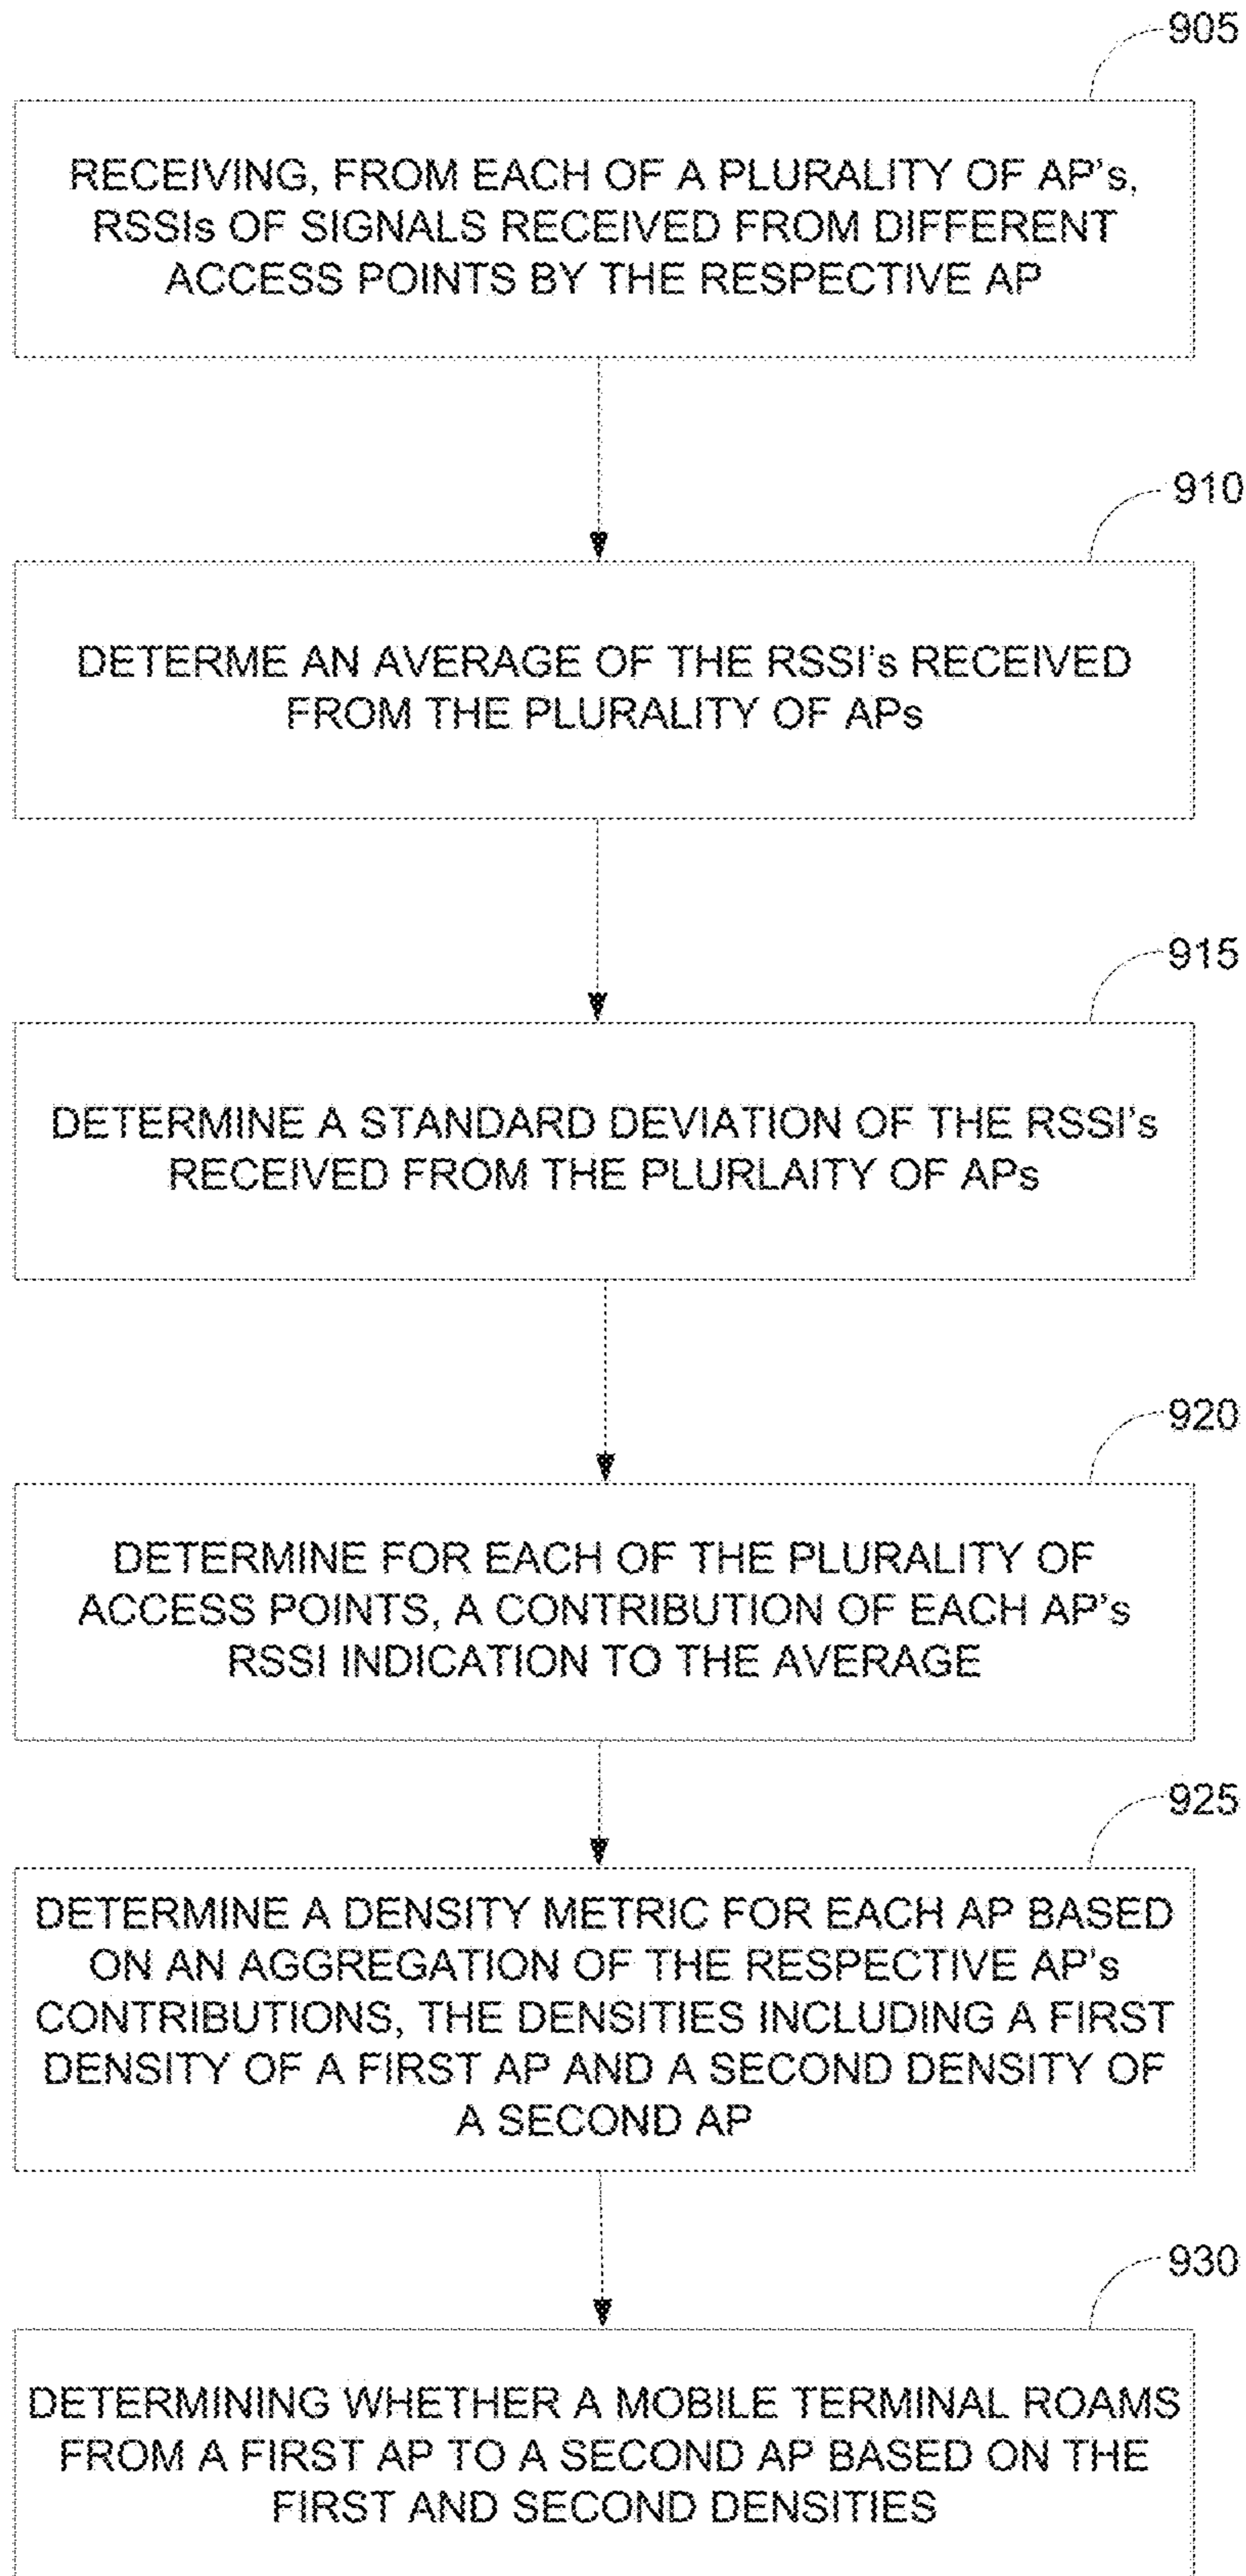 905
RECEIVING, FROM EACH OF A PLURALITY OF AP's,
RSSIs OF SIGNALS RECEIVED FROM DIFFERENT
ACCESS POINTS BY THE RESPECTIVE AP
910
DETERME AN AVERAGE OF THE RSSI's RECEIVED
FROM THE PLURALITY OF APs
915
DETERMINE A STANDARD DEVIATION OF THE RSSI's
RECEIVED FROM THE PLURLAITY OF APs
920
DETERMINE FOR EACH OF THE PLURALITY OF
ACCESS POINTS, A CONTRIBUTION OF EACH AP's
RSSI INDICATION TO THE AVERAGE
925
DETERMINE A DENSITY METRIC FOR EACH AP BASED
ON AN AGGREGATION OF THE RESPECTIVE AP's
CONTRIBUTIONS, THE DENSITIES INCLUDING A FIRST
DENSITY OF A FIRST AP AND A SECOND DENSITY OF
A SECOND AP
930
DETERMINING WHETHER A MOBILE TERMINAL ROAMS
FROM A FIRST AP TO A SECOND AP BASED ON THE
FIRST AND SECOND DENSITIES